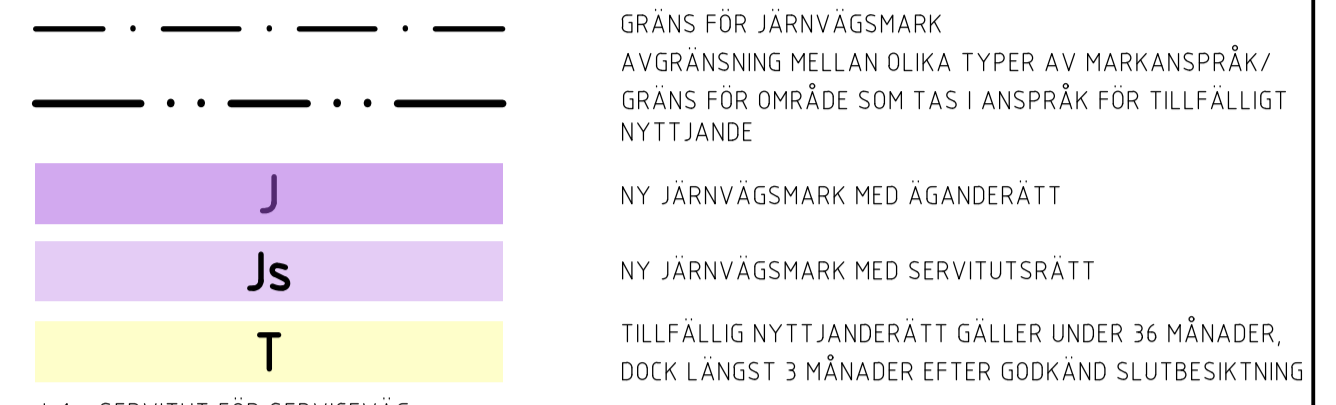 GRÄNS FÖR JÄRNVÄGSMARK
AVGRÄNSNING MELLAN OLIKA TYPER AV MARKANSPRÅK/
GRÄNS FÖR OMRÅDE SOM TAS I ANSPRÅK FÖR TILLFÄLLIGT
NYTTJANDE
J
NY JÄRNVÄGSMARK MED ÄGANDERÄTT
Js
NY JÄRNVÄGSMARK MED SERVITUTSRÄTT
T
TILLFÄLLIG NYTTJANDERÄTT GÄLLER UNDER 36 MÅNADER,
DOCK LÄNGST 3 MÅNADER EFTER GODKÄND SLUTBESIKTNING